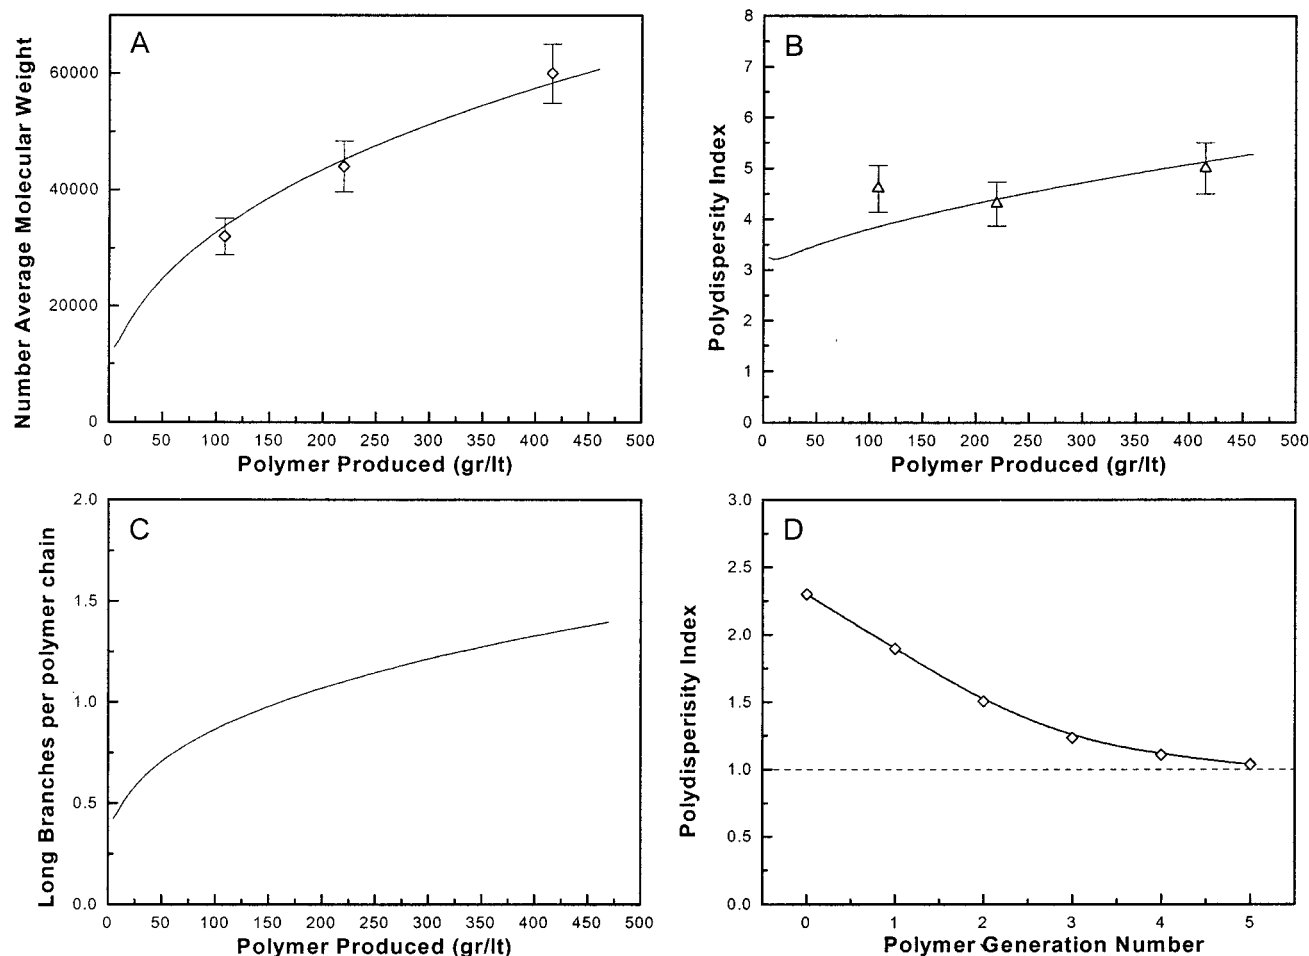 A
Number Average Molecular Weight
60000
40000
20000
0
0 50 100 150 200 250 300 350 400 450 500
Polymer Produced (gr/lt)
B
Polydispersity Index
8
7
6
5
4
3
2
1
0
0 50 100 150 200 250 300 350 400 450 500
Polymer Produced (gr/lt)
C
Long Branches per polymer chain
2.0
1.5
1.0
0.5
0.0
0 50 100 150 200 250 300 350 400 450 500
Polymer Produced (gr/lt)
D
Polydisperisity Index
3.0
2.5
2.0
1.5
1.0
0.5
0.0
0 1 2 3 4 5
Polymer Generation Number